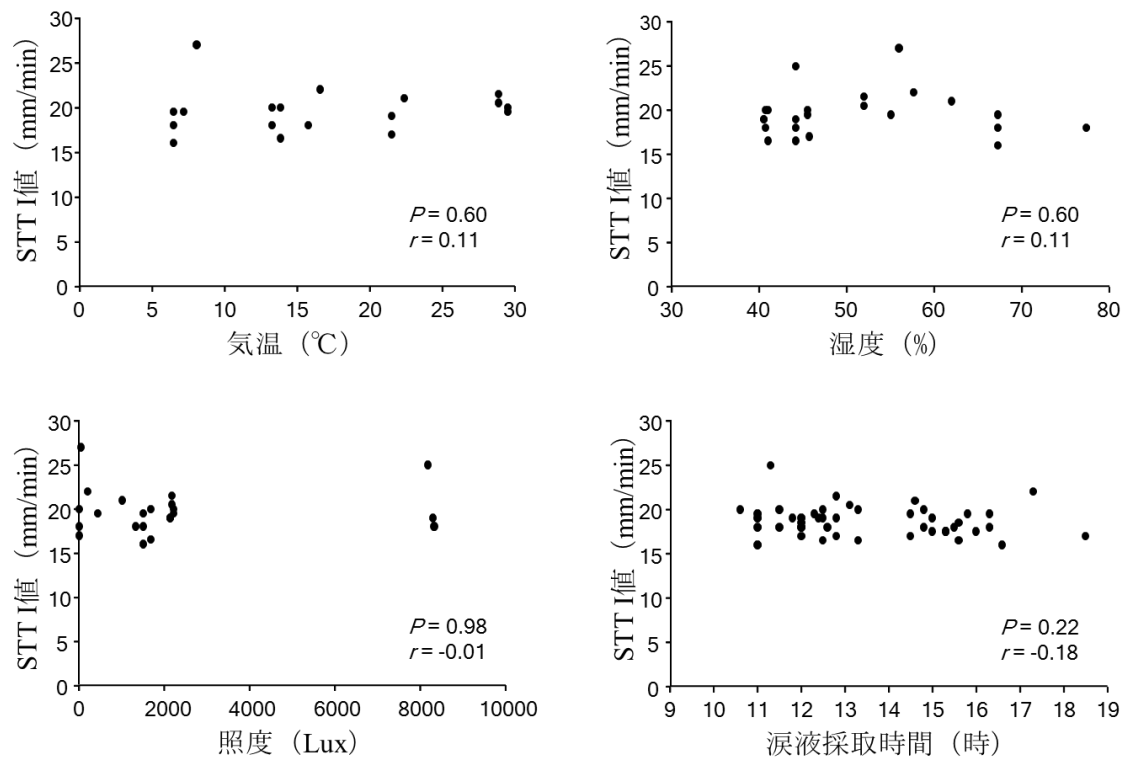 STT I値（mm/min）
30
25
20
15
10
5
0
P = 0.60
r = 0.11
0 5 10 15 20 25 30
気温（℃）
STT I値（mm/min）
30
25
20
15
10
5
0
P = 0.60
r = 0.11
30 40 50 60 70 80
湿度（%）
STT I値（mm/min）
30
25
20
15
10
5
0
P = 0.98
r = -0.01
0 2000 4000 6000 8000 10000
照度（Lux）
STT I値（mm/min）
30
25
20
15
10
5
0
P = 0.22
r = -0.18
9 10 11 12 13 14 15 16 17 18 19
涙液採取時間（時）